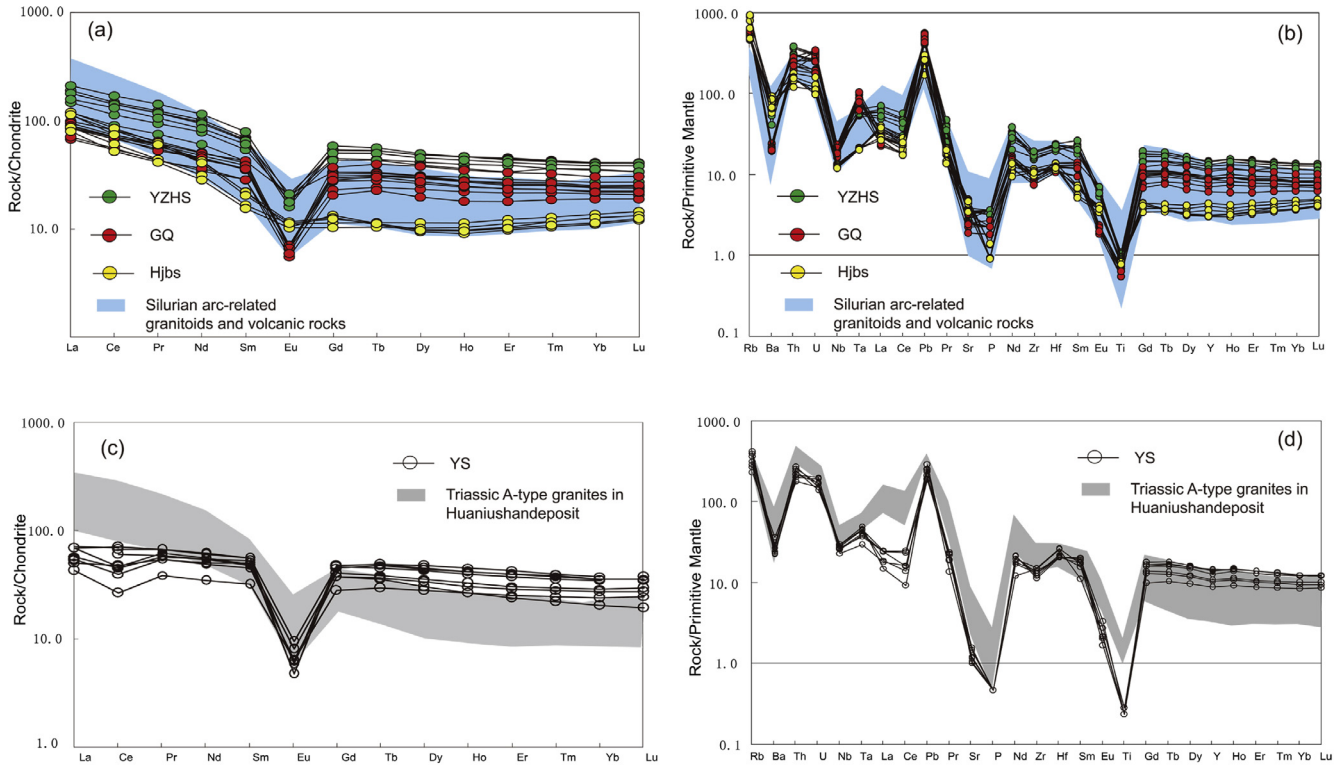 (a)
Rock/Chondrite
1000. 0
100. 0
10. 0
YZHS
GQ
Hjbs
Silurian arc-related
granitoids and volcanic rocks
La Ce Pr Nd Sm Eu Gd Tb Dy Ho Er Tm Yb Lu
(b)
Rock/Primitive Mantle
1000. 0
100. 0
10. 0
1. 0
0. 1
YZHS
GQ
Hjbs
Silurian arc-related
granitoids and volcanic rocks
Rb Ba Th U Nb Ta La Ce Pb Pr Sr P Nd Zr Hf Sm Eu Ti Gd Tb Dy Y Ho Er Tm Yb Lu
(c)
Rock/Chondrite
1000. 0
100. 0
10. 0
1. 0
YS
Triassic A-type granites in
Huaniushandeposit
La Ce Pr Nd Sm Eu Gd Tb Dy Ho Er Tm Yb Lu
(d)
Rock/Primitive Mantle
1000. 0
100. 0
10. 0
1. 0
0. 1
YS
Triassic A-type granites in
Huaniushandeposit
Rb Ba Th U Nb Ta La Ce Pb Pr Sr P Nd Zr Hf Sm Eu Ti Gd Tb Dy Y Ho Er Tm Yb Lu